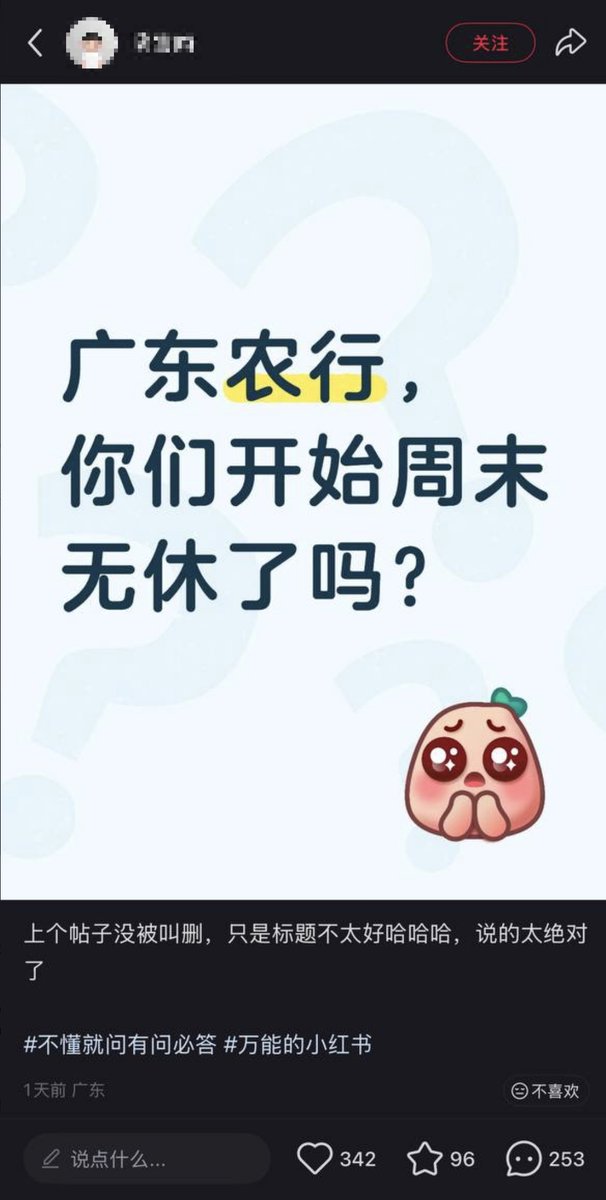 关注
广东农行，
你们开始周末
无休了吗？
上个帖子没被叫删，只是标题不太好哈哈哈，说的太绝对
了
#不懂就问有问必答 #万能的小红书
1天前 广东
不喜欢
说点什么...
342
96
253